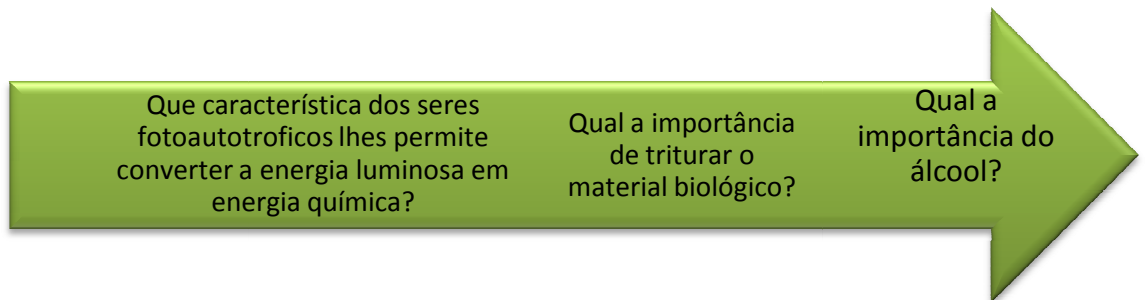 Que característica dos seres
fotoautotroficos lhes permite
converter a energia luminosa em
energia química?
Qual a importância
de triturar o
material biológico?
Qual a
importância do
álcool?